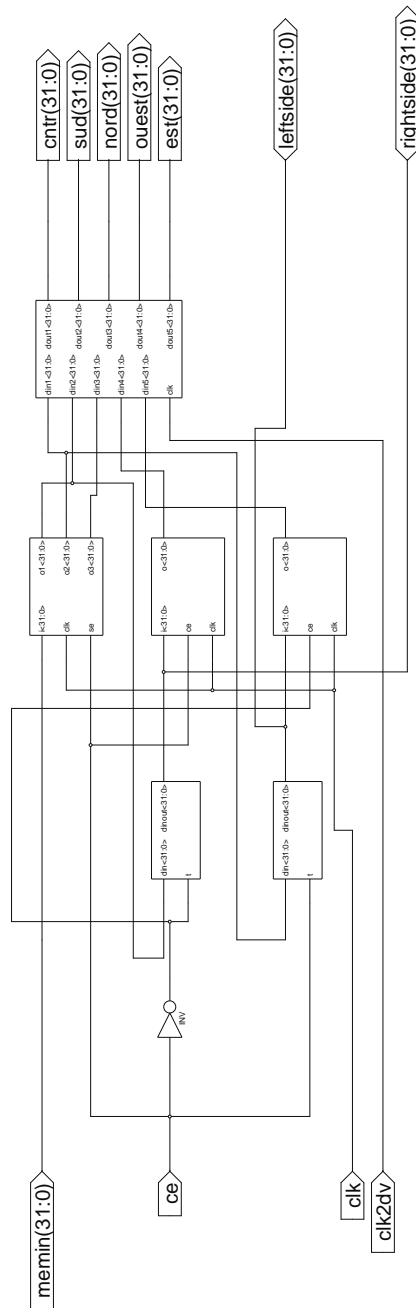 cntr(31:0)
sud(31:0)
nord(31:0)
ouest(31:0)
est(31:0)
leftside(31:0)
rightside(31:0)
din1<31:0> dout1<31:0>
din2<31:0> dout2<31:0>
din3<31:0> dout3<31:0>
din4<31:0> dout4<31:0>
din5<31:0> dout5<31:0>
clk
i<31:0> o1<31:0>
clk o2<31:0>
se o3<31:0>
i<31:0> o<31:0>
ce
clk
i<31:0> o<31:0>
ce
clk
din<31:0> dinout<31:0>
t
din<31:0> dinout<31:0>
t
INV
memin(31:0)
ce
clk
clk2dv